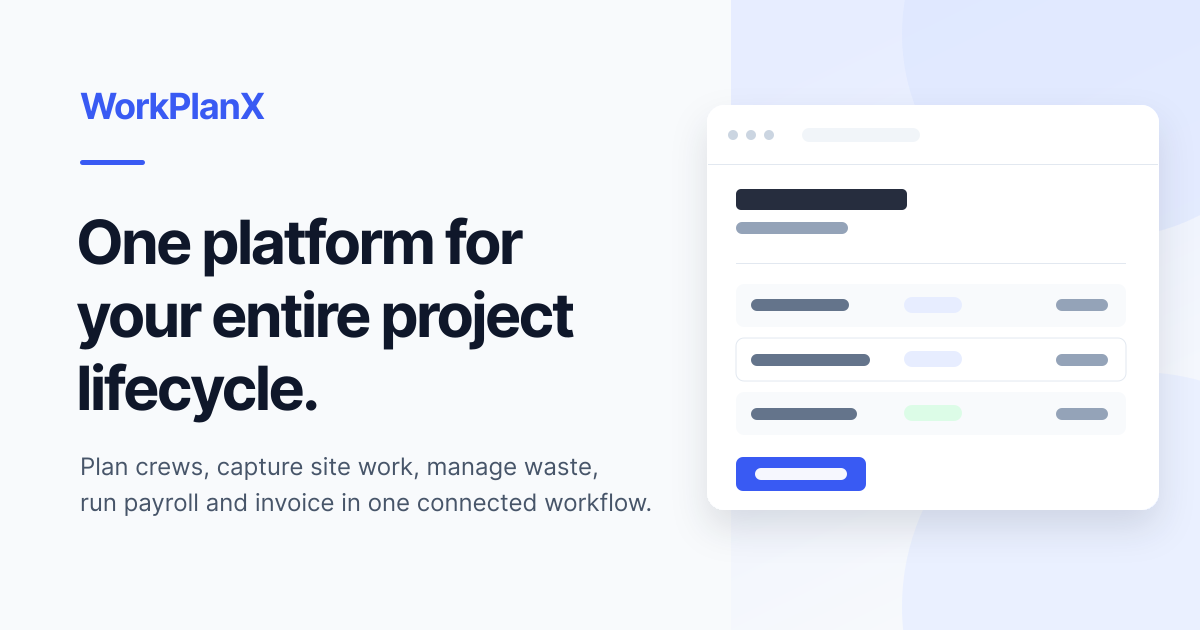 WorkPlanX
One platform for
your entire project
lifecycle.
Plan crews, capture site work, manage waste,
run payroll and invoice in one connected workflow.